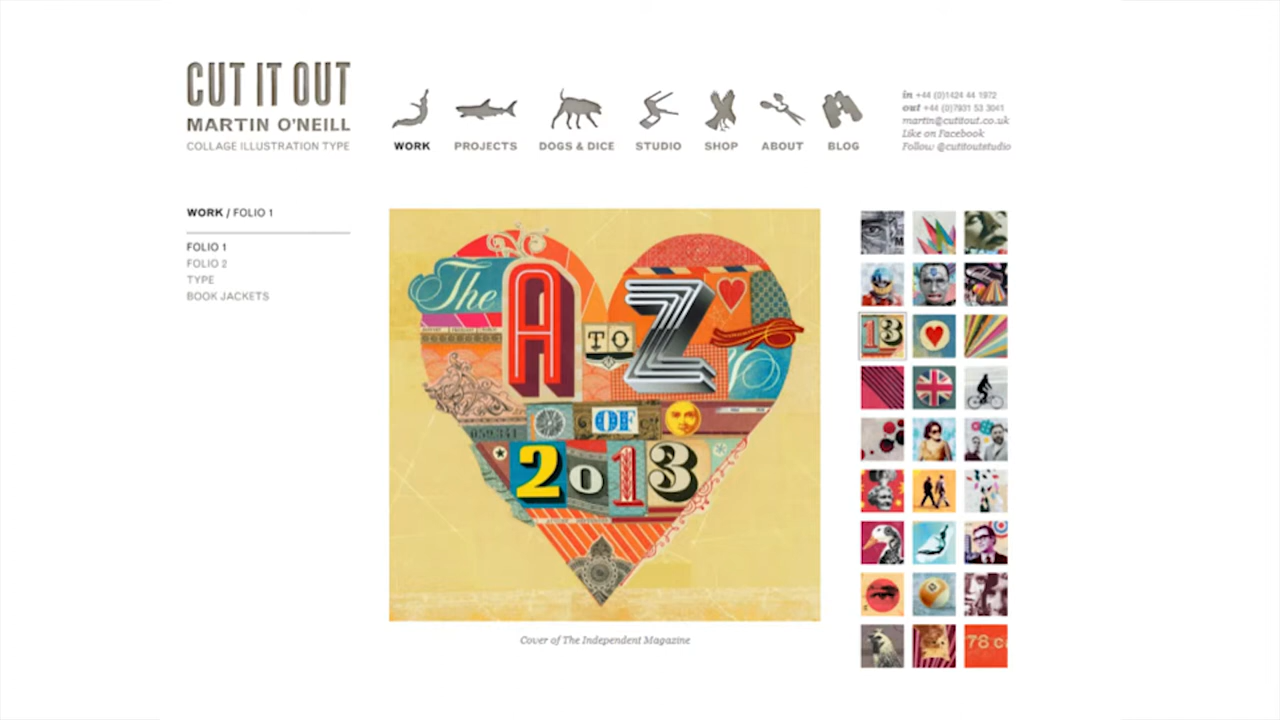 CUT IT OUT
MARTIN O'NEILL
COLLAGE ILLUSTRATION TYPE
WORK
PROJECTS
DOGS & DICE
STUDIO
SHOP
ABOUT
BLOG
in +44 (0)1424 44 1972
out +44 (0)7931 53 3041
martin@cutitout.co.uk
Like on Facebook
Follow @cutitoutstudio
WORK / FOLIO 1
FOLIO 1
FOLIO 2
TYPE
BOOK JACKETS
The
A
TO
Z
OF
2013
Cover of The Independent Magazine
13
78 c